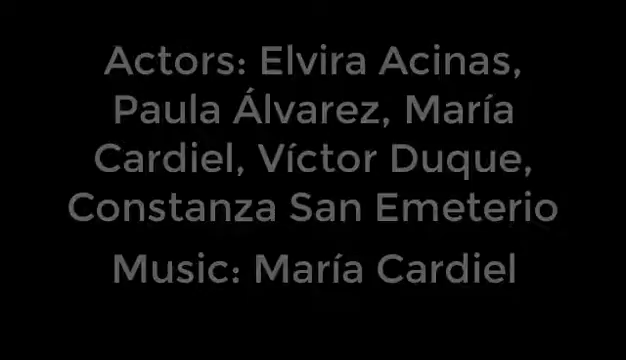 Actors: Elvira Acinas,
Paula Álvarez, María
Cardiel, Víctor Duque,
Constanza San Emeterio
Music: María Cardiel